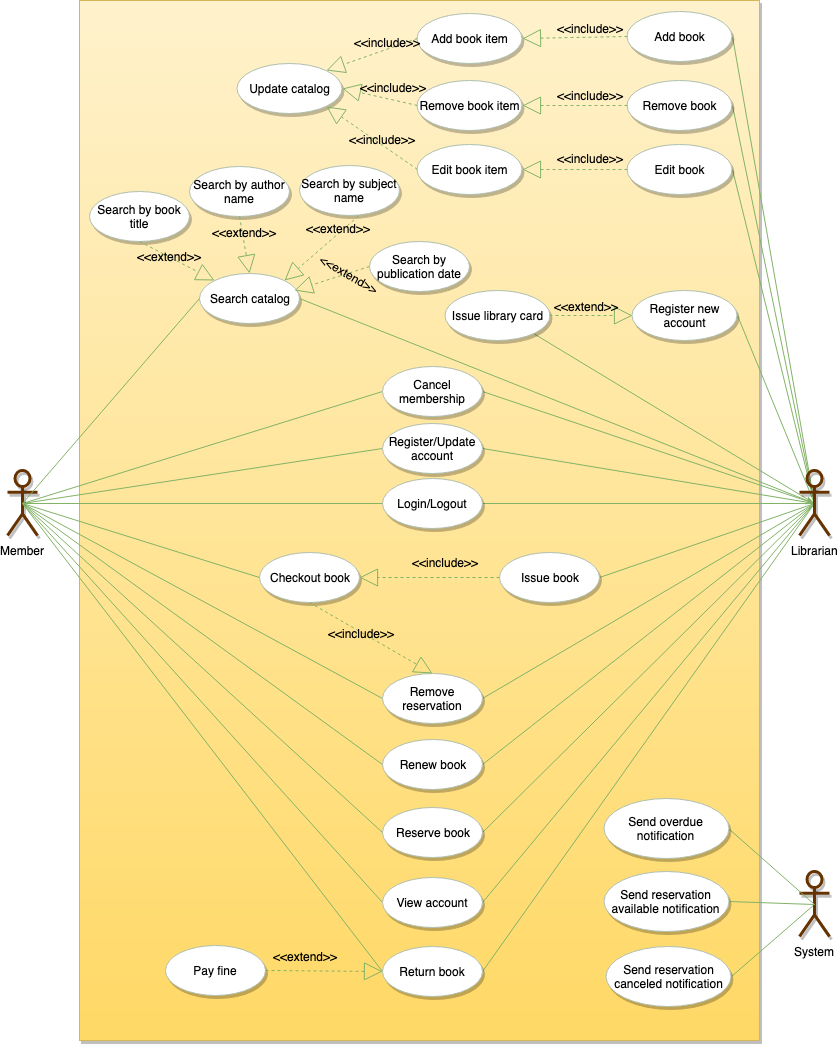 <<include>>
Add book item
<<include>>
Add book
Update catalog
<<include>>
Remove book item
<<include>>
Remove book
<<include>>
Edit book item
<<include>>
Edit book
Search by book
title
Search by author
name
Search by subject
name
<<extend>>
<<extend>>
<<extend>>
<<extend>>
Search by
publication date
Search catalog
Issue library card
<<extend>>
Register new
account
Cancel
membership
Register/Update
account
Login/Logout
Member
Librarian
Checkout book
<<include>>
Issue book
<<include>>
Remove
reservation
Renew book
Reserve book
Send overdue
notification
View account
Send reservation
available notification
System
Pay fine
<<extend>>
Return book
Send reservation
canceled notification